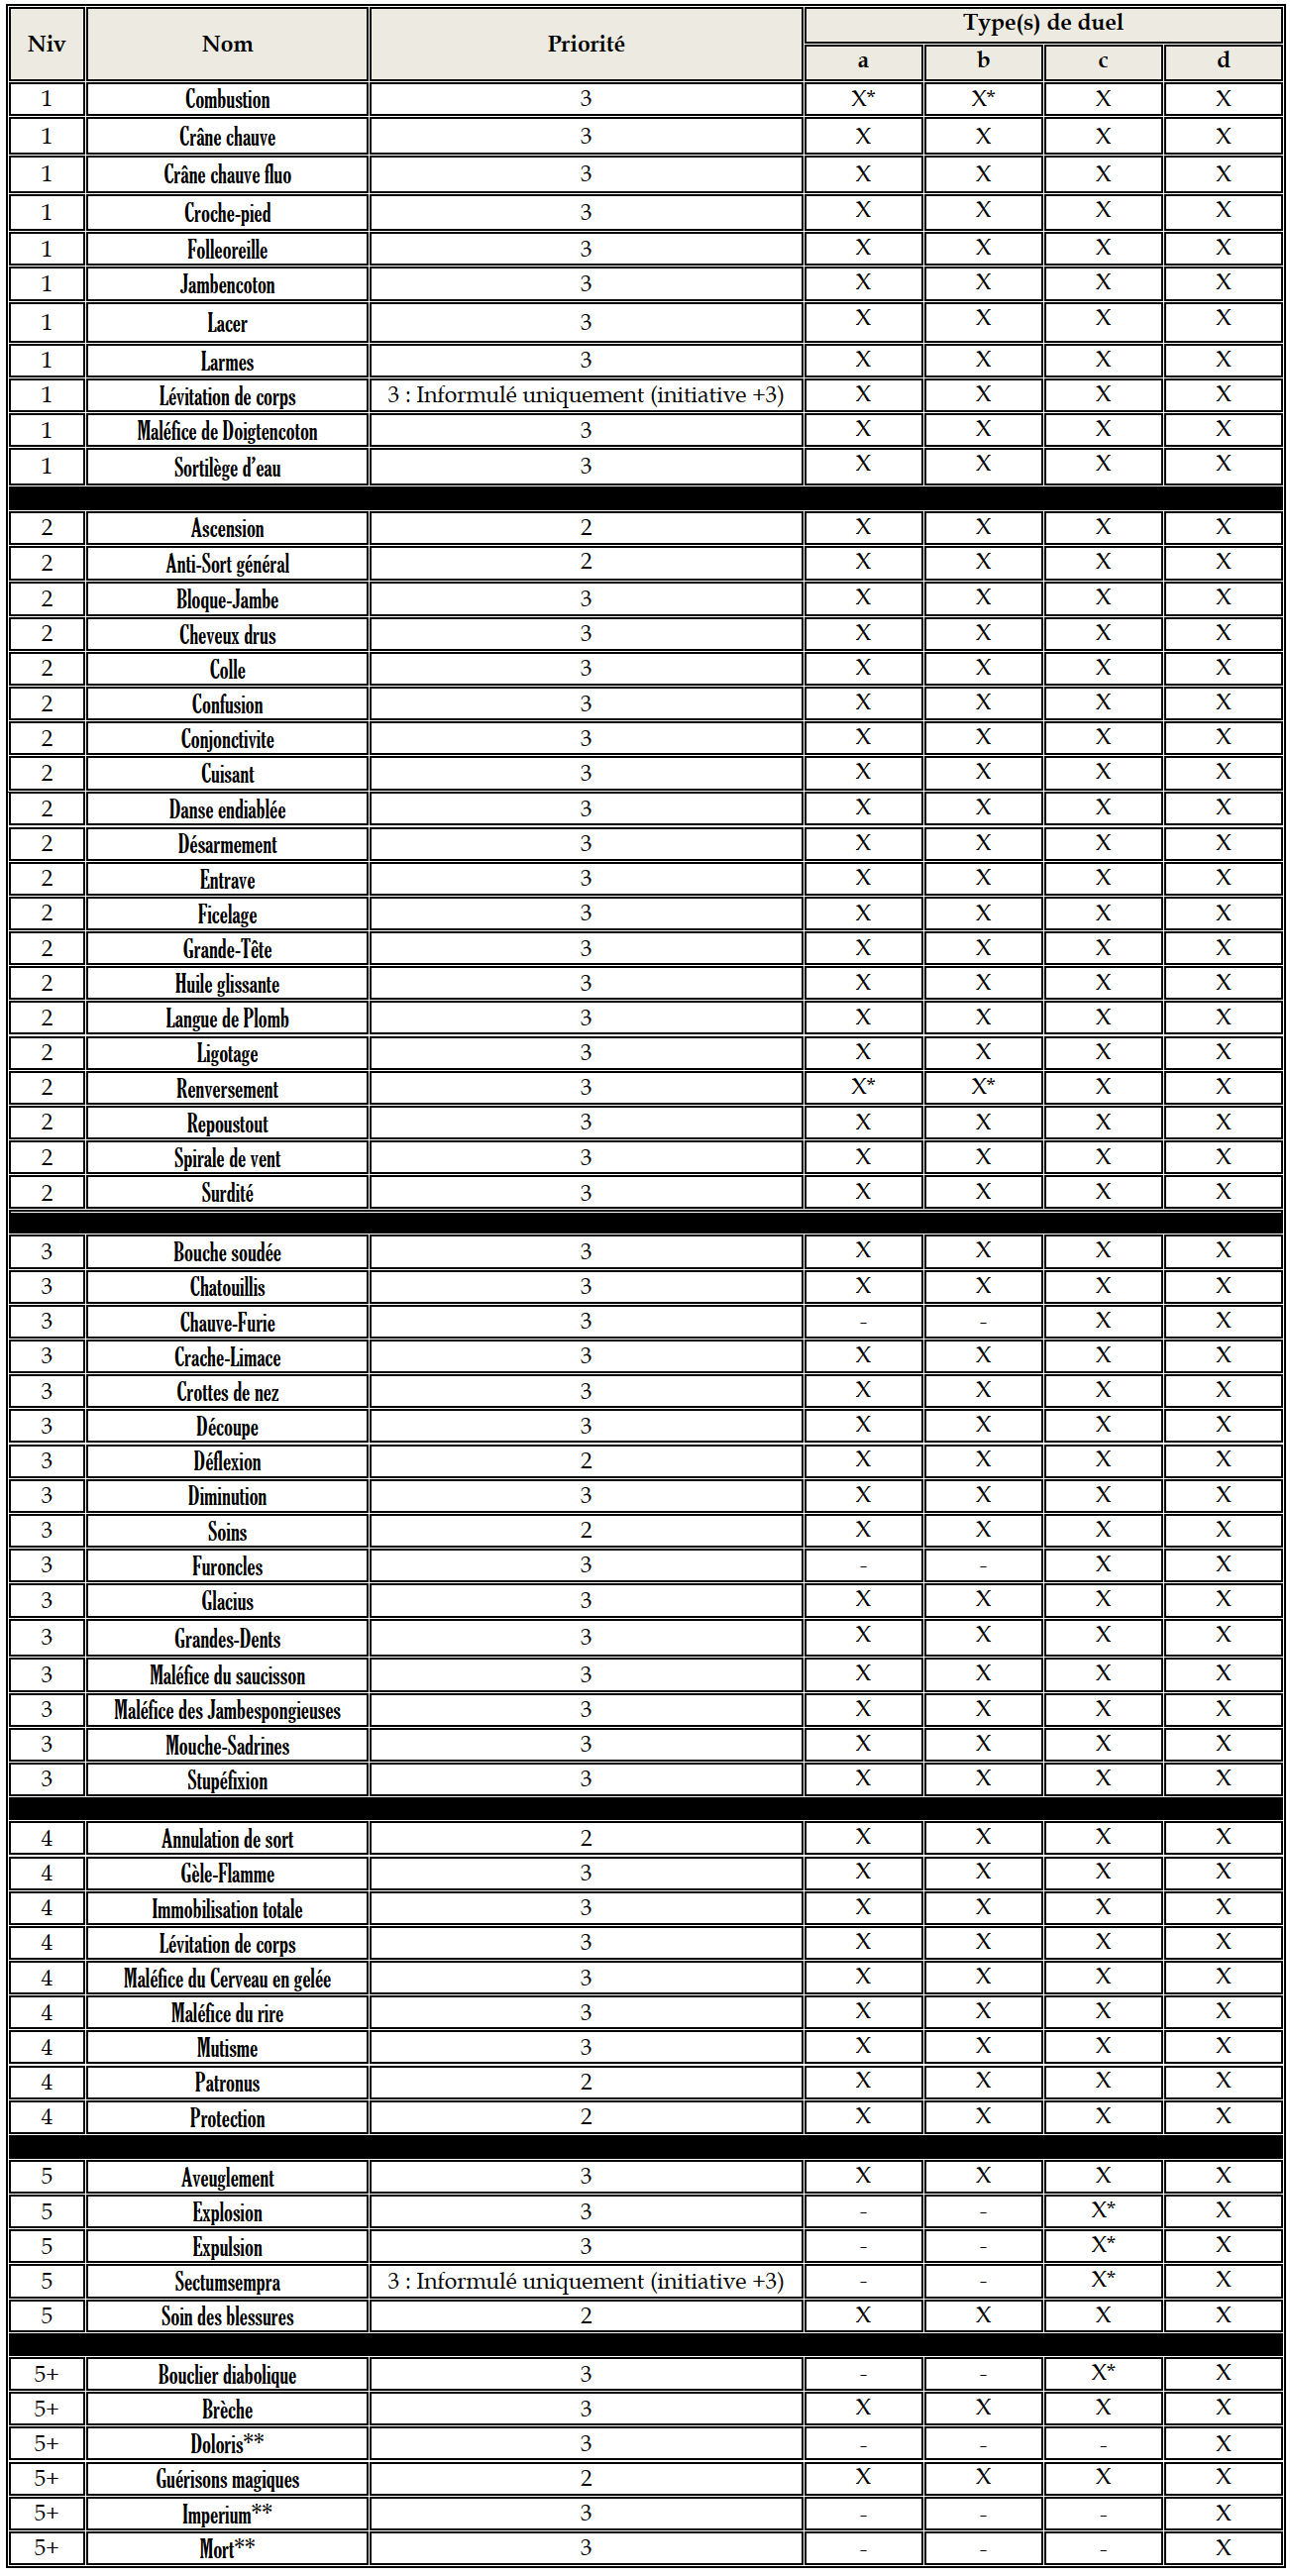 Niv Nom Priorité Type(s) de duel
a b c d
1 Combustion 3 X* X* X X
1 Crâne chauve 3 X X X X
1 Crâne chauve fluo 3 X X X X
1 Croche-pied 3 X X X X
1 Folleoreille 3 X X X X
1 Jambencoton 3 X X X X
1 Lacer 3 X X X X
1 Larmes 3 X X X X
1 Lévitation de corps 3 : Informulé uniquement (initiative +3) X X X X
1 Maléfice de Doigtencoton 3 X X X X
1 Sortilège d'eau 3 X X X X
2 Ascension 2 X X X X
2 Anti-Sort général 2 X X X X
2 Bloque-Jambe 3 X X X X
2 Cheveux drus 3 X X X X
2 Colle 3 X X X X
2 Confusion 3 X X X X
2 Conjonctivite 3 X X X X
2 Cuisant 3 X X X X
2 Danse endiablée 3 X X X X
2 Désarmement 3 X X X X
2 Entrave 3 X X X X
2 Ficelage 3 X X X X
2 Grande-Tête 3 X X X X
2 Huile glissante 3 X X X X
2 Langue de Plomb 3 X X X X
2 Ligotage 3 X X X X
2 Renversement 3 X* X* X X
2 Repoustout 3 X X X X
2 Spirale de vent 3 X X X X
2 Surdité 3 X X X X
3 Bouche soudée 3 X X X X
3 Chatouillis 3 X X X X
3 Chauve-Furie 3 - - X X
3 Crache-Limace 3 X X X X
3 Crottes de nez 3 X X X X
3 Découpe 3 X X X X
3 Déflexion 2 X X X X
3 Diminution 3 X X X X
3 Soins 2 X X X X
3 Furoncles 3 - - X X
3 Glacius 3 X X X X
3 Grandes-Dents 3 X X X X
3 Maléfice du saucisson 3 X X X X
3 Maléfice des Jambespongieuses 3 X X X X
3 Mouche-Sadrines 3 X X X X
3 Stupéfixion 3 X X X X
4 Annulation de sort 2 X X X X
4 Gèle-Flamme 3 X X X X
4 Immobilisation totale 3 X X X X
4 Lévitation de corps 3 X X X X
4 Maléfice du Cerveau en gelée 3 X X X X
4 Maléfice du rire 3 X X X X
4 Mutisme 3 X X X X
4 Patronus 2 X X X X
4 Protection 2 X X X X
5 Aveuglement 3 X X X X
5 Explosion 3 - - X* X
5 Expulsion 3 - - X* X
5 Sectumsempra 3 : Informulé uniquement (initiative +3) - - X* X
5 Soin des blessures 2 X X X X
5+ Bouclier diabolique 3 - - X* X
5+ Brèche 3 X X X X
5+ Doloris** 3 - - - X
5+ Guérisons magiques 2 X X X X
5+ Imperium** 3 - - - X
5+ Mort** 3 - - - X